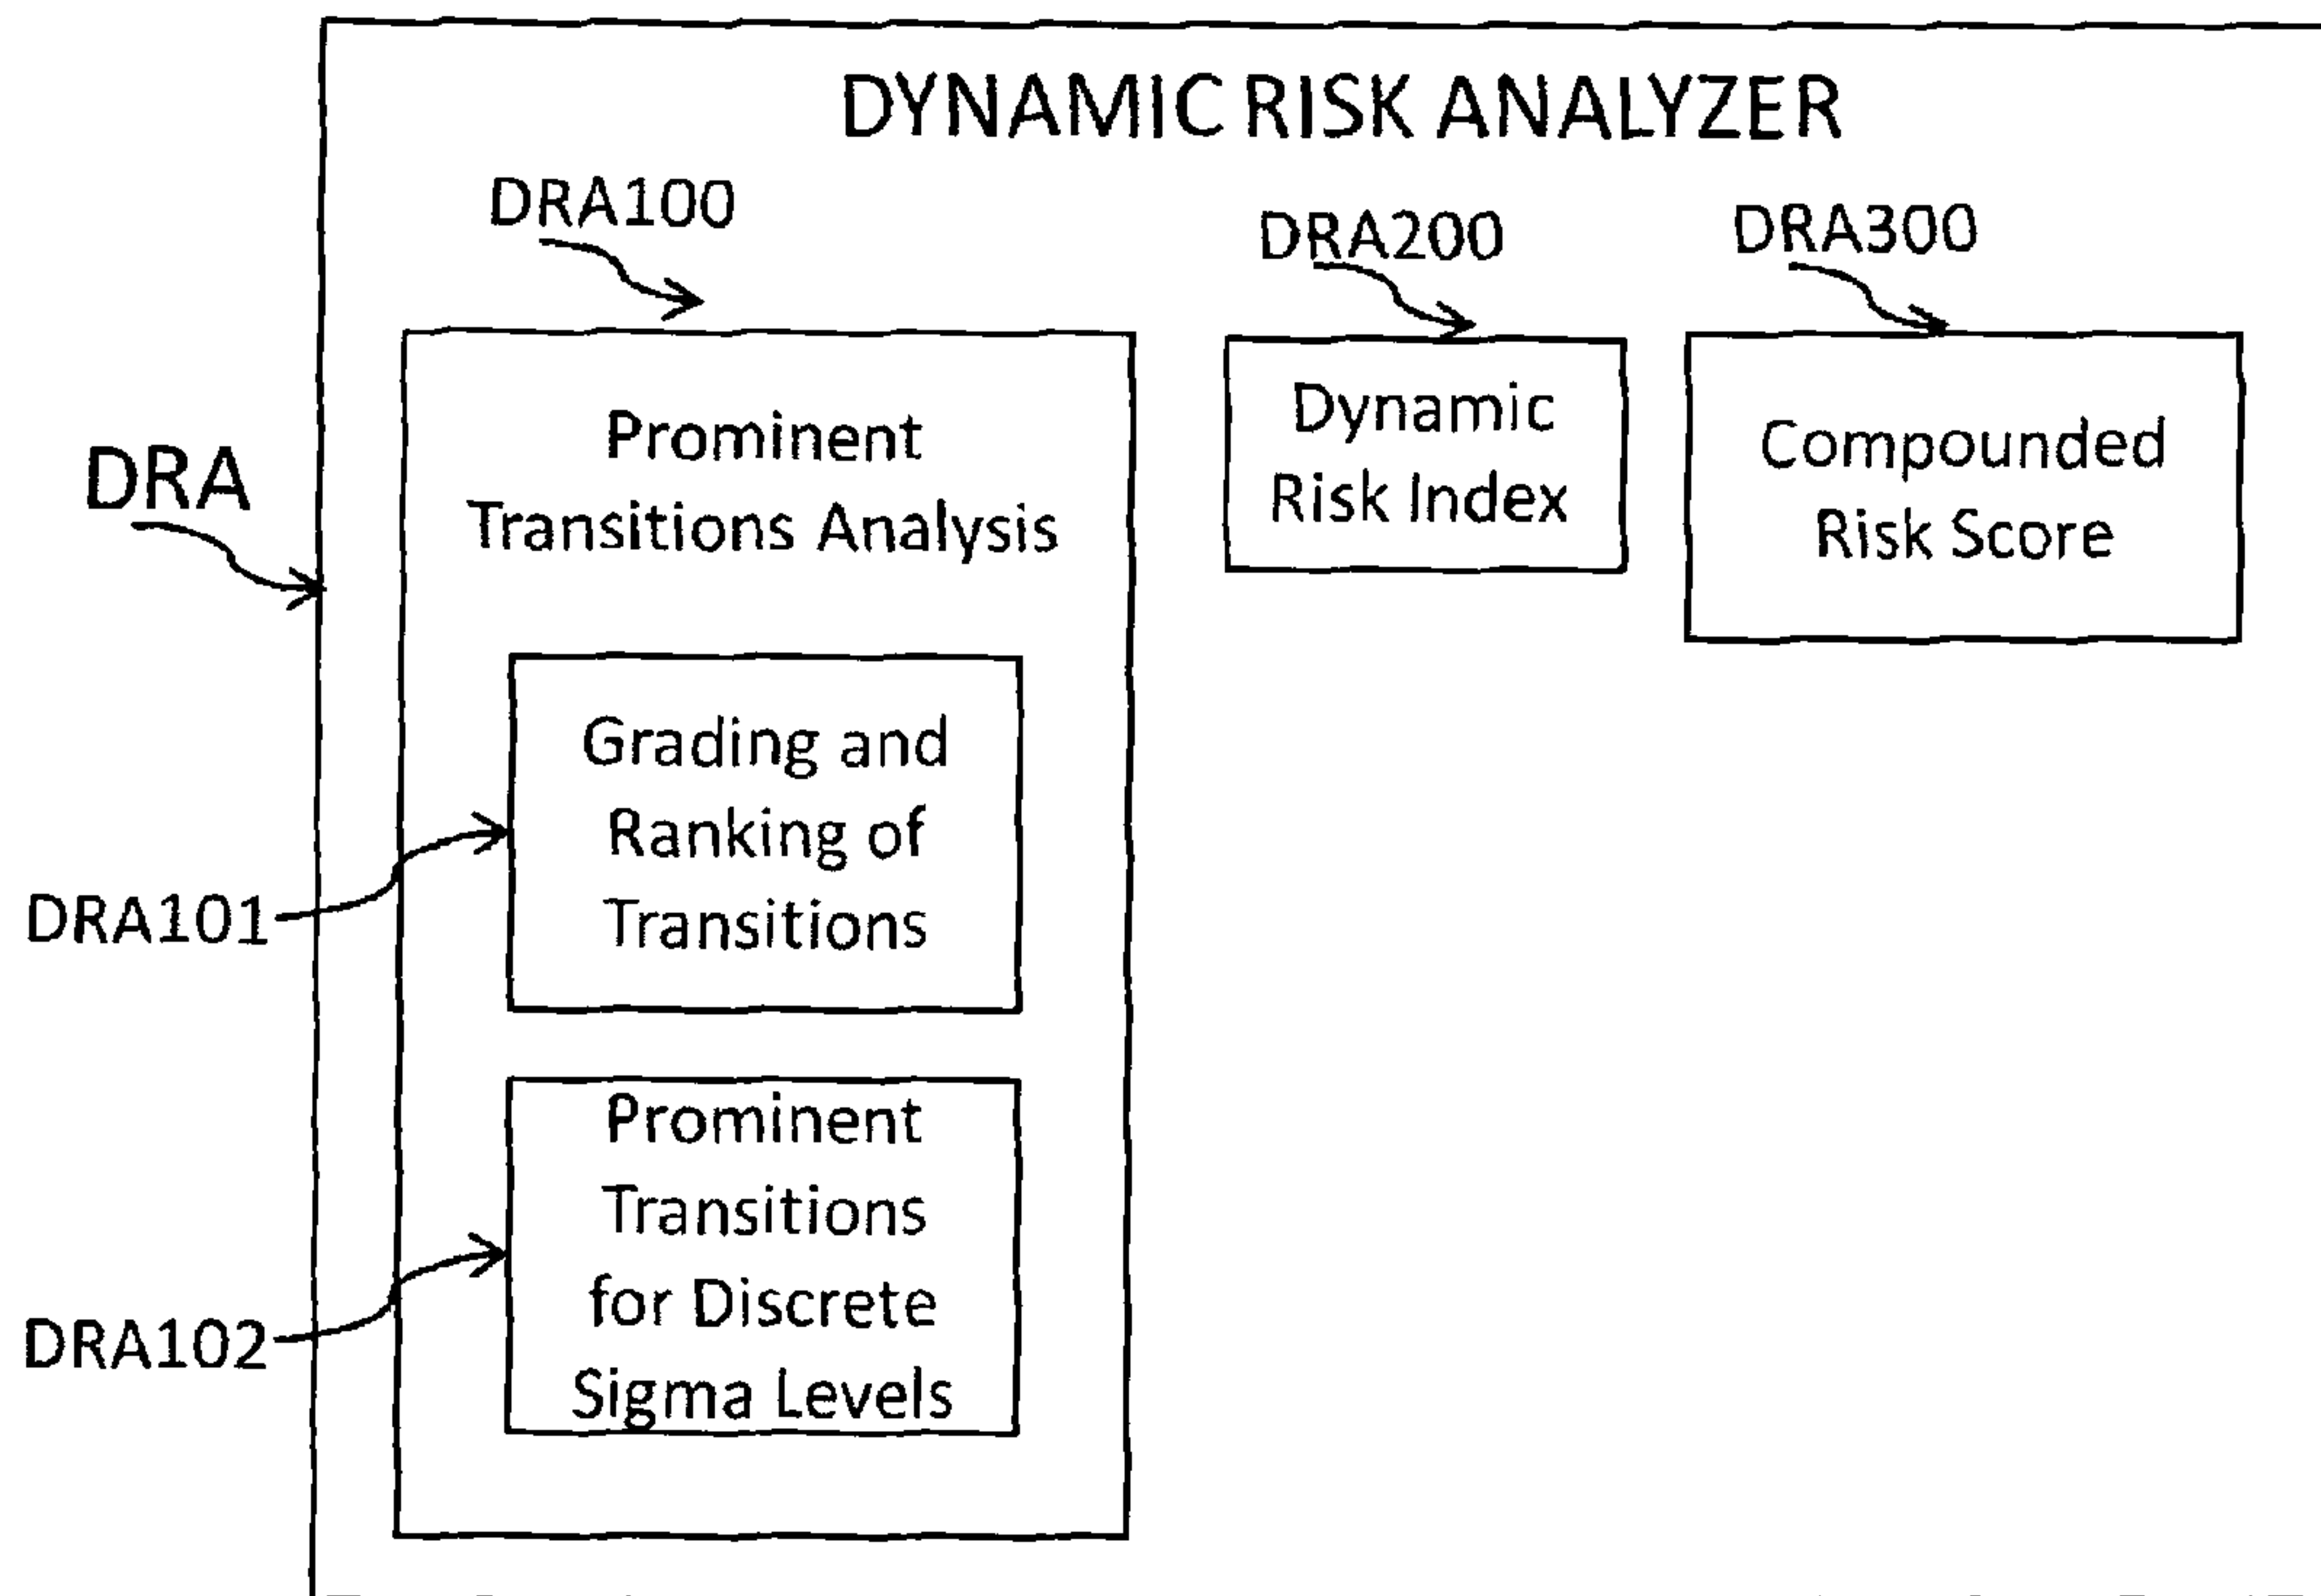 DYNAMIC RISK ANALYZER
DRA100
DRA200
DRA300
DRA
Prominent
Transitions Analysis
Dynamic
Risk Index
Compounded
Risk Score
DRA101
Grading and
Ranking of
Transitions
DRA102
Prominent
Transitions
for Discrete
Sigma Levels